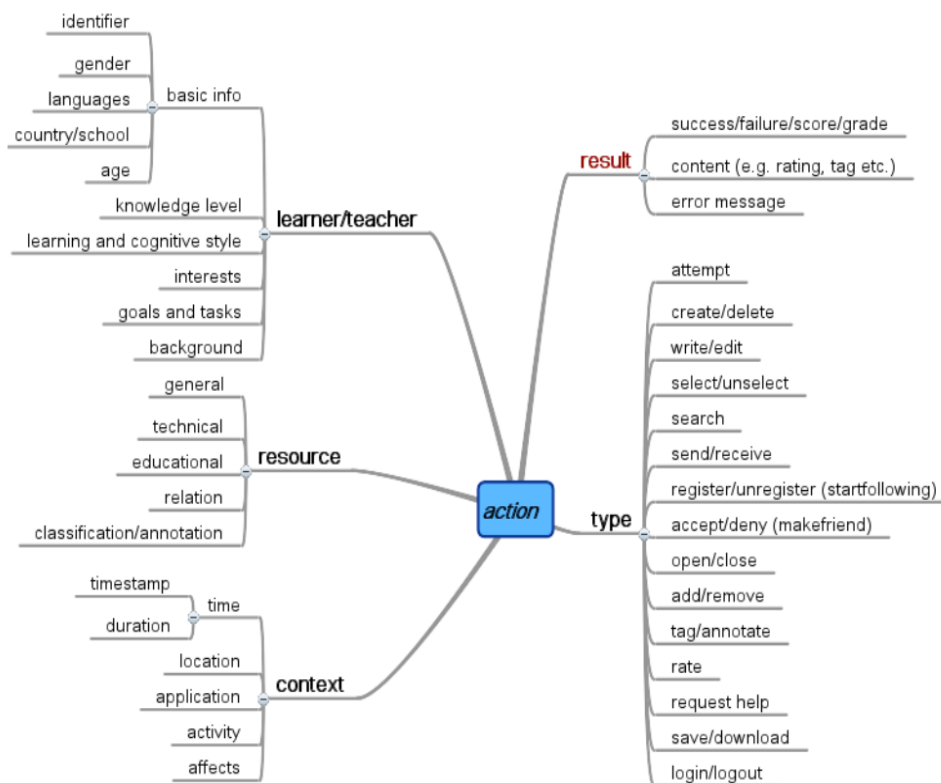 identifier
gender
languages
country/school
age
basic info
knowledge level
learning and cognitive style
interests
goals and tasks
background
learner/teacher
general
technical
educational
relation
classification/annotation
resource
timestamp
duration
time
location
application
activity
affects
context
action
result
success/failure/score/grade
content (e.g. rating, tag etc.)
error message
type
attempt
create/delete
write/edit
select/unselect
search
send/receive
register/unregister (startfollowing)
accept/deny (makefriend)
open/close
add/remove
tag/annotate
rate
request help
save/download
login/logout